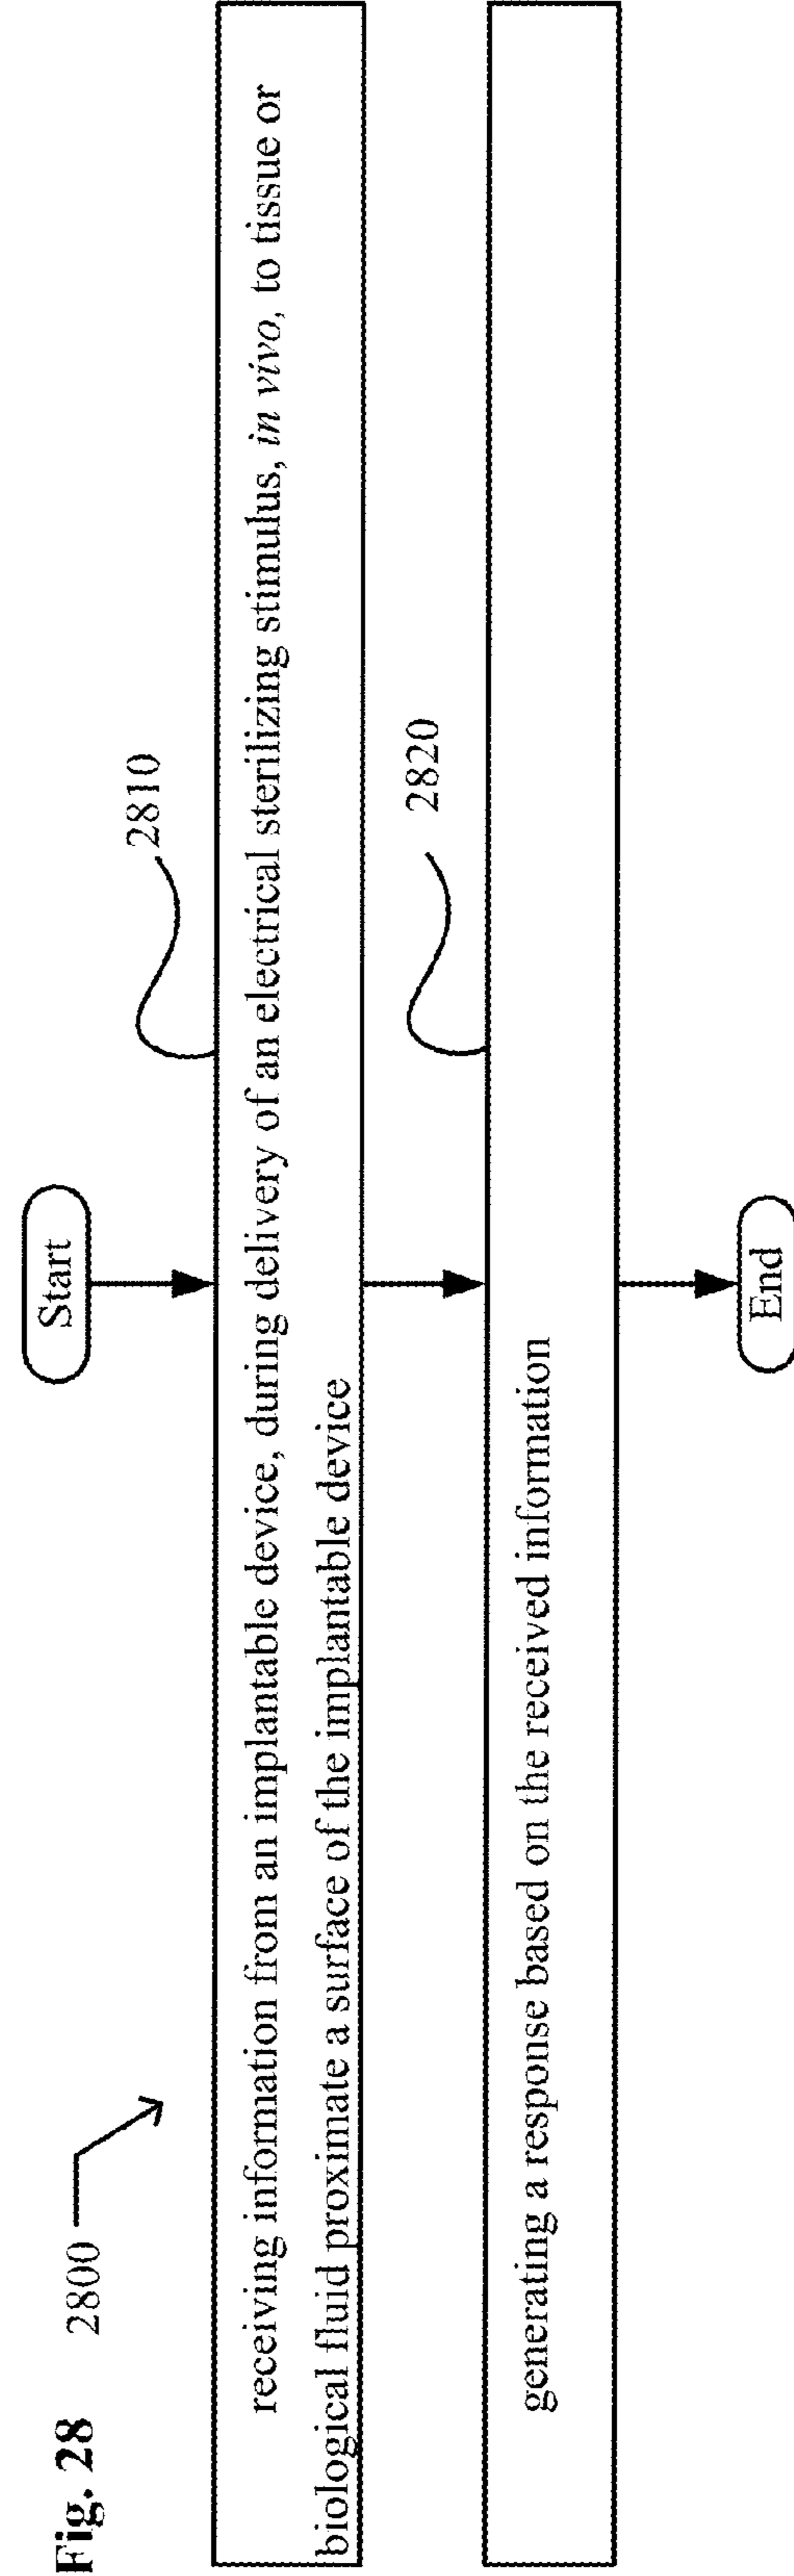 Fig. 28
2800
Start
2810
receiving information from an implantable device, during delivery of an electrical sterilizing stimulus, in vivo, to tissue or
biological fluid proximate a surface of the implantable device
2820
generating a response based on the received information
End